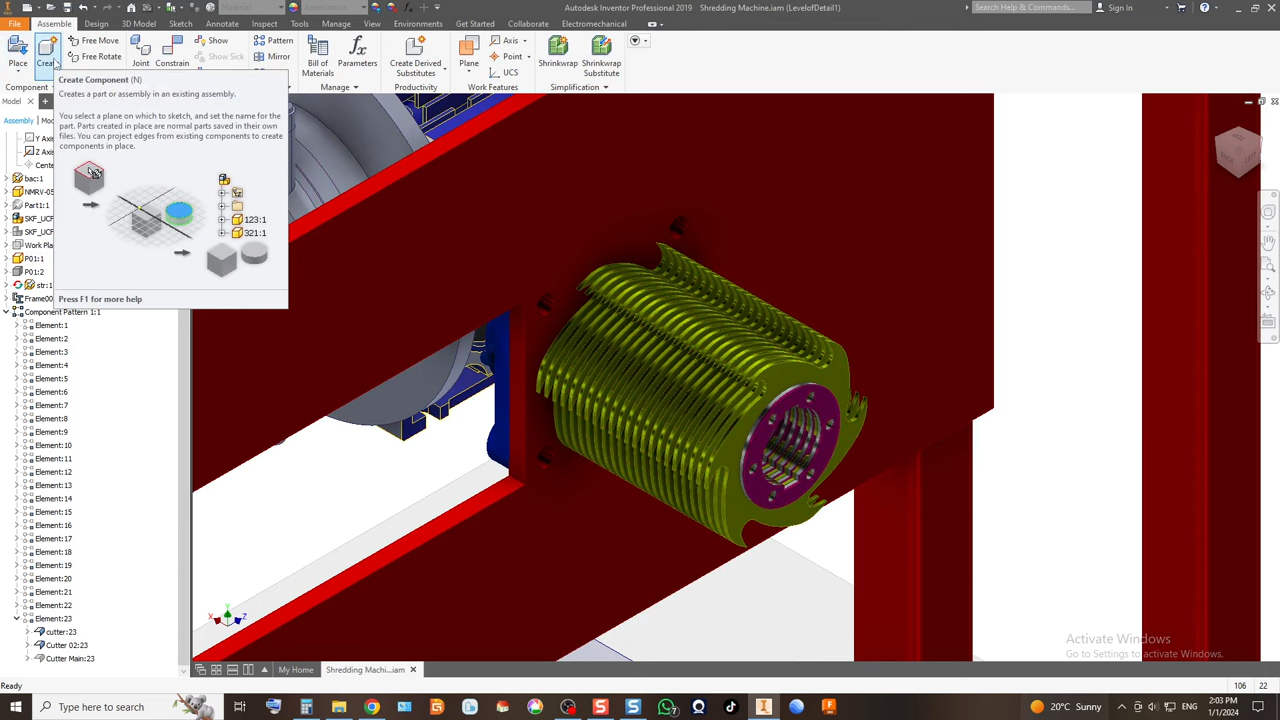 Material
Appearance
Autodesk Inventor Professional 2019   Shredding Machine.iam (LevelofDetail1)
Search Help & Commands...
Sign In
File
Assemble
Design
3D Model
Sketch
Annotate
Inspect
Tools
Manage
View
Environments
Get Started
Collaborate
Electromechanical
Place
Free Move
Free Rotate
Joint
Constrain
Show
Show Sick
Pattern
Mirror
Bill of
Materials
Parameters
Create Derived
Substitutes
Plane
Axis
Point
UCS
Shrinkwrap
Shrinkwrap
Substitute
Component
Manage
Productivity
Work Features
Simplification
Create Component (N)
Creates a part or assembly in an existing assembly.
You select a plane on which to sketch, and set the name for the
part. Parts created in place are normal parts saved in their own
files. You can project edges from existing components to create
components in place.
123:1
321:1
Press F1 for more help
Model
Assembly
Y Axis
Z Axis
bac:1
Part1:1
P01:1
P01:2
str:1
Component Pattern 1:1
Element:1
Element:2
Element:3
Element:4
Element:5
Element:6
Element:7
Element:8
Element:9
Element:10
Element:11
Element:12
Element:13
Element:14
Element:15
Element:16
Element:17
Element:18
Element:19
Element:20
Element:21
Element:22
Element:23
cutter:23
Cutter 02:23
Cutter Main:23
BACK
LEFT
X
Y
Z
Activate Windows
Go to Settings to activate Windows.
My Home
Shredding Machi...iam
Ready
106
22
Type here to search
7
20°C Sunny
2:03 PM
1/1/2024